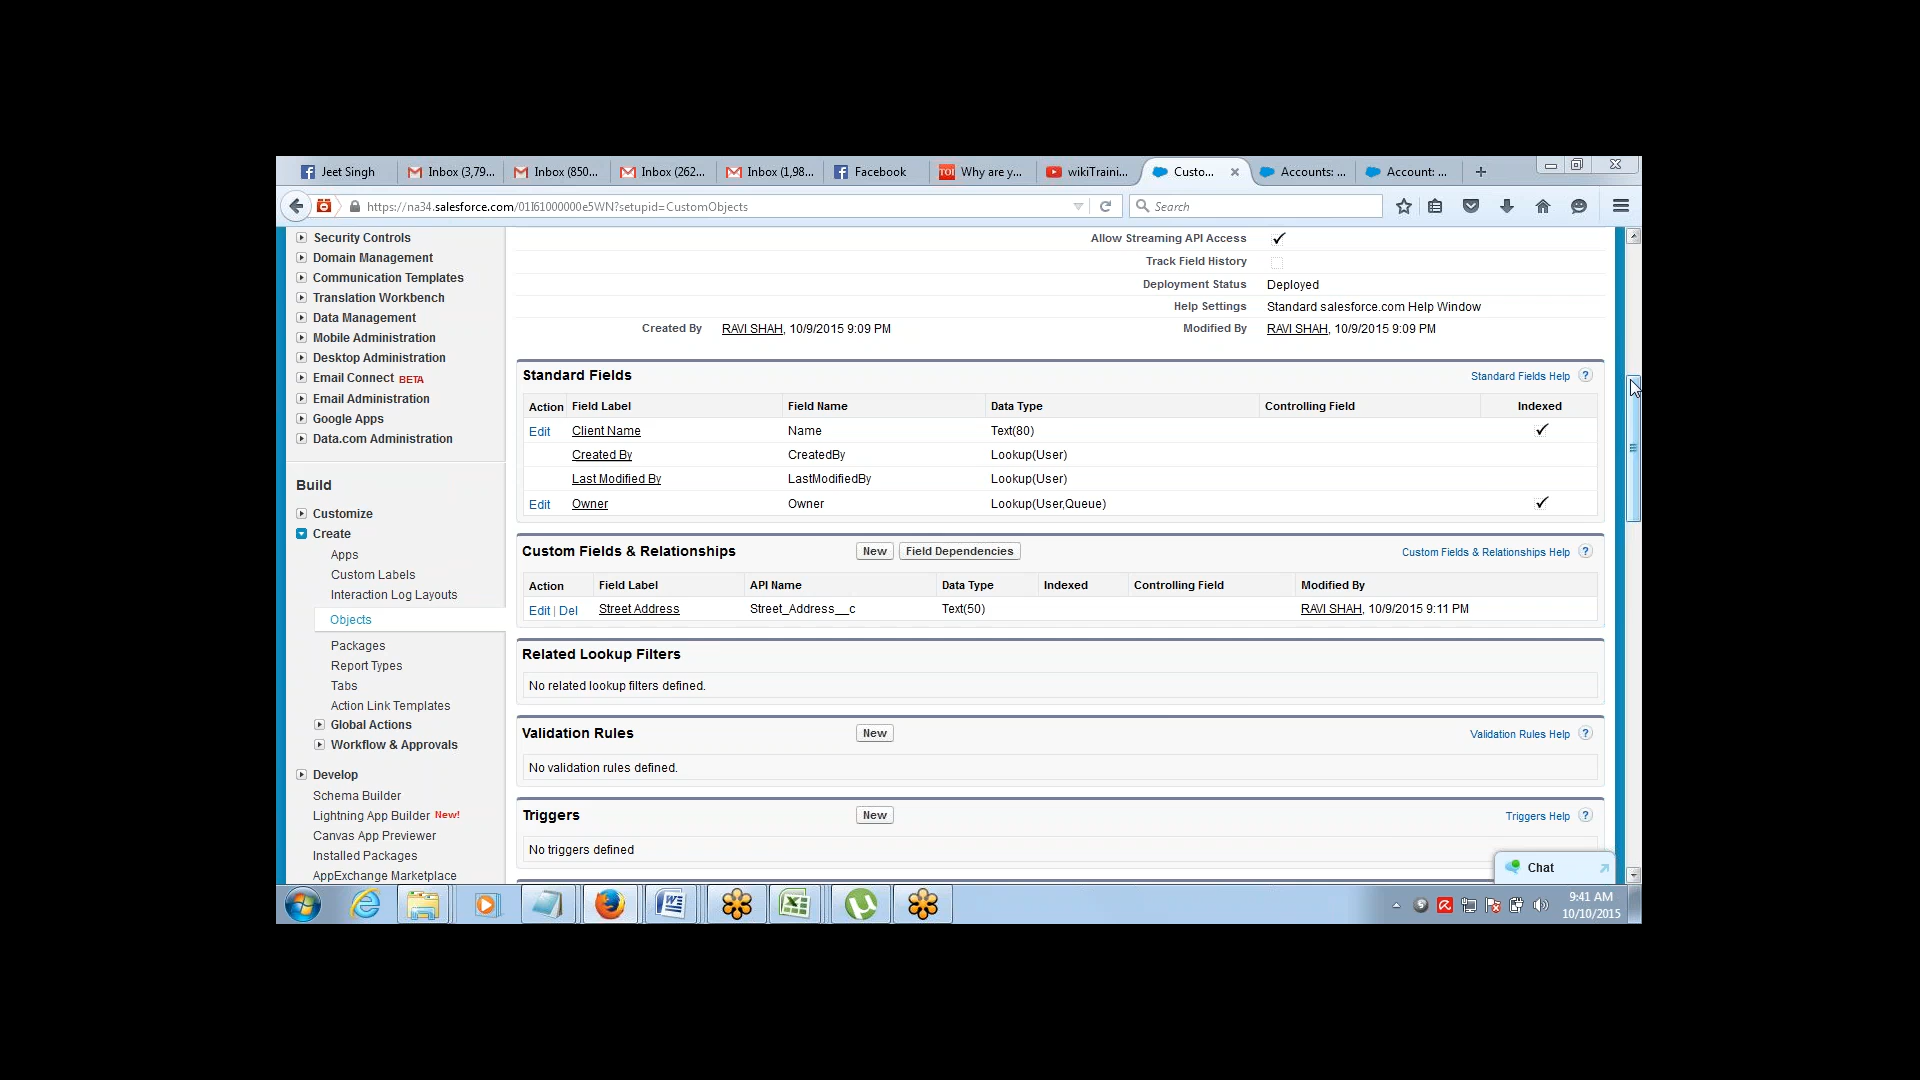 Jeet Singh
Inbox (3,79...
Inbox (850...
Inbox (262...
Inbox (1,98...
Facebook
TOI Why are y...
wikiTraini...
Custo...
Accounts: ...
Account: ...
https://na34.salesforce.com/01I61000000e5WN?setupid=CustomObjects
Search
Security Controls
Domain Management
Communication Templates
Translation Workbench
Data Management
Mobile Administration
Desktop Administration
Email Connect BETA
Email Administration
Google Apps
Data.com Administration
Build
Customize
Create
Apps
Custom Labels
Interaction Log Layouts
Objects
Packages
Report Types
Tabs
Action Link Templates
Global Actions
Workflow & Approvals
Develop
Schema Builder
Lightning App Builder New!
Canvas App Previewer
Installed Packages
AppExchange Marketplace
Allow Streaming API Access
Track Field History
Deployment Status Deployed
Help Settings Standard salesforce.com Help Window
Created By RAVI SHAH, 10/9/2015 9:09 PM Modified By RAVI SHAH, 10/9/2015 9:09 PM
Standard Fields Standard Fields Help ?
Action Field Label Field Name Data Type Controlling Field Indexed
Edit Client Name Name Text(80)
Created By CreatedBy Lookup(User)
Last Modified By LastModifiedBy Lookup(User)
Edit Owner Owner Lookup(User,Queue)
Custom Fields & Relationships New Field Dependencies Custom Fields & Relationships Help ?
Action Field Label API Name Data Type Indexed Controlling Field Modified By
Edit | Del Street Address Street_Address__c Text(50) RAVI SHAH, 10/9/2015 9:11 PM
Related Lookup Filters
No related lookup filters defined.
Validation Rules New Validation Rules Help ?
No validation rules defined.
Triggers New Triggers Help ?
No triggers defined
Chat
9:41 AM
10/10/2015